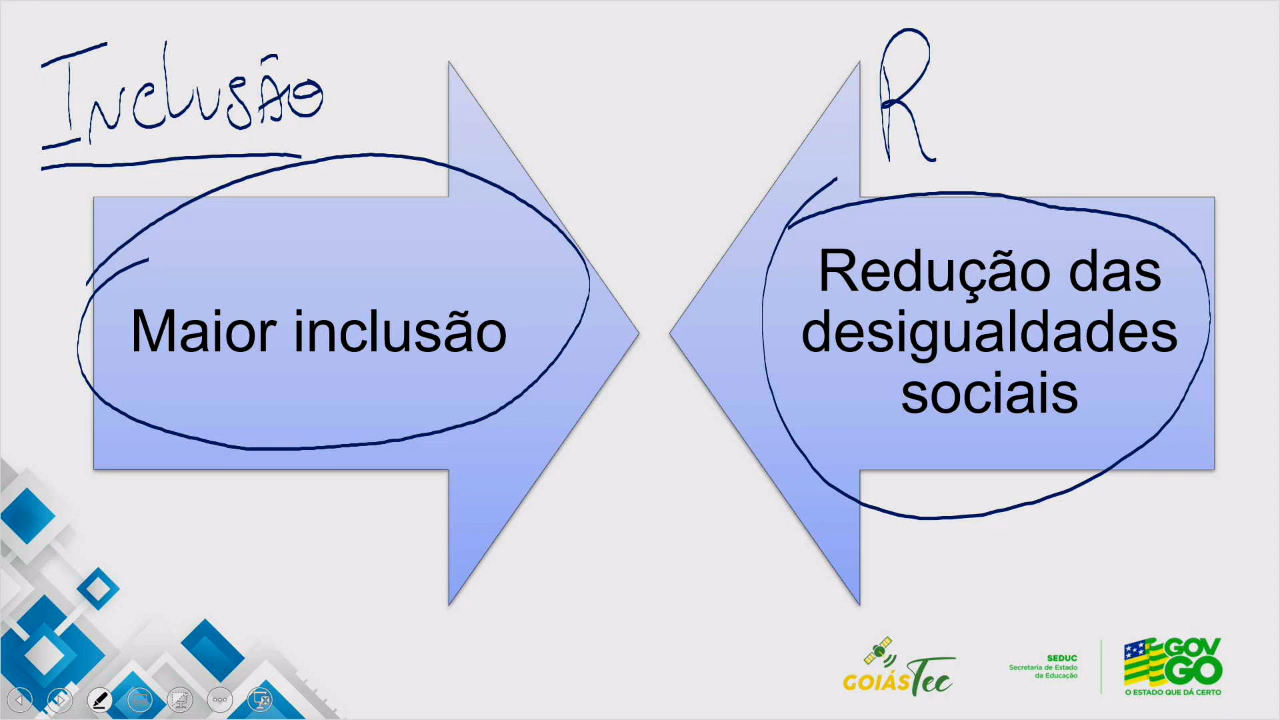 Inclusão
R
Maior inclusão
Redução das
desigualdades
sociais
GOIÁSTec
SEDUC
Secretaria de Estado
da Educação
GOV
GO
O ESTADO QUE DÁ CERTO